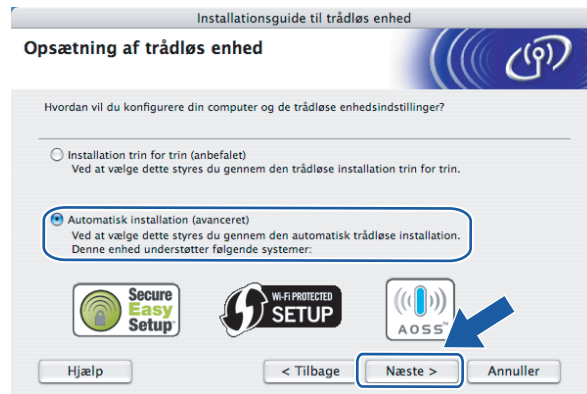 Installationsguide til trådløs enhed
Opsætning af trådløs enhed
Hvordan vil du konfigurere din computer og de trådløse enhedsindstillinger?
Installation trin for trin (anbefalet)
Ved at vælge dette styres du gennem den trådløse installation trin for trin.
Automatisk installation (avanceret)
Ved at vælge dette styres du gennem den automatisk trådløse installation.
Denne enhed understøtter følgende systemer:
Secure
Easy
Setup™
Wi-Fi PROTECTED
SETUP
AOSS™
Hjælp
< Tilbage
Næste >
Annuller